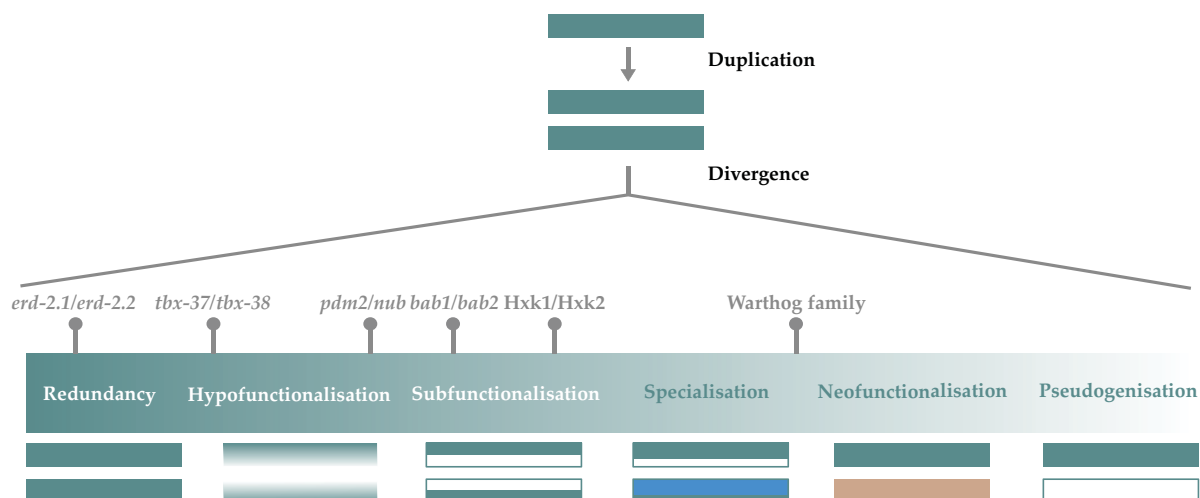 Duplication
Divergence
erd-2.1/erd-2.2 tbx-37/tbx-38 pdm2/nub bab1/bab2 Hxk1/Hxk2 Warthog family
Redundancy Hypofunctionalisation Subfunctionalisation Specialisation Neofunctionalisation Pseudogenisation